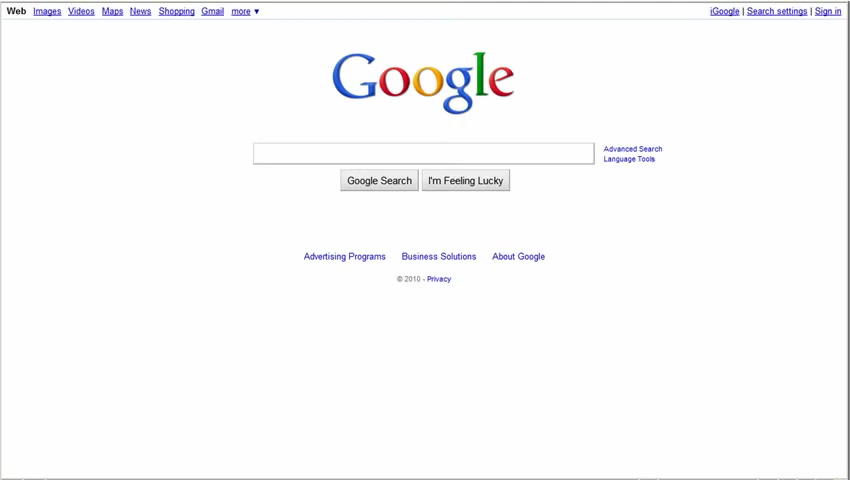 Web Images Videos Maps News Shopping Gmail more ▼
iGoogle | Search settings | Sign in
Google
Advanced Search
Language Tools
Google Search I'm Feeling Lucky
Advertising Programs Business Solutions About Google
© 2010 - Privacy